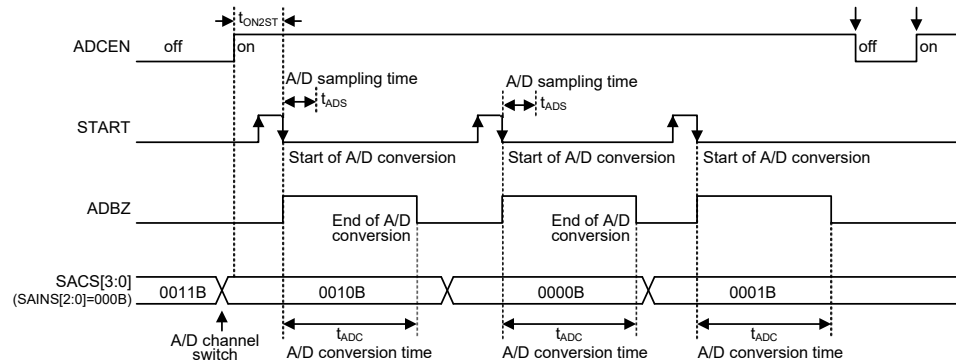 tON2ST
ADCEN off on off on
A/D sampling time A/D sampling time
tADS tADS
START
Start of A/D conversion Start of A/D conversion Start of A/D conversion
ADBZ
End of A/D conversion End of A/D conversion
SACS[3:0]
(SAINS[2:0]=000B)
0011B 0010B 0000B 0001B
A/D channel switch
tADC tADC tADC
A/D conversion time A/D conversion time A/D conversion time